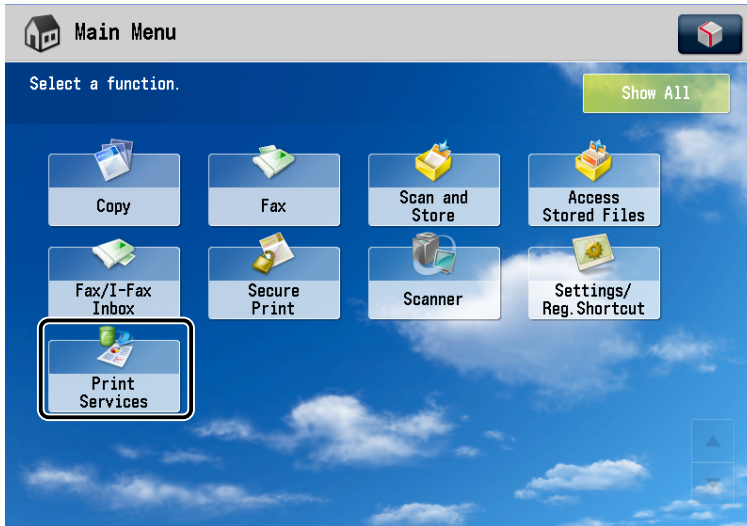 Main Menu
Select a function.
Show All
Copy
Fax
Scan and
Store
Access
Stored Files
Fax/I-Fax
Inbox
Secure
Print
Scanner
Settings/
Reg.Shortcut
Print
Services